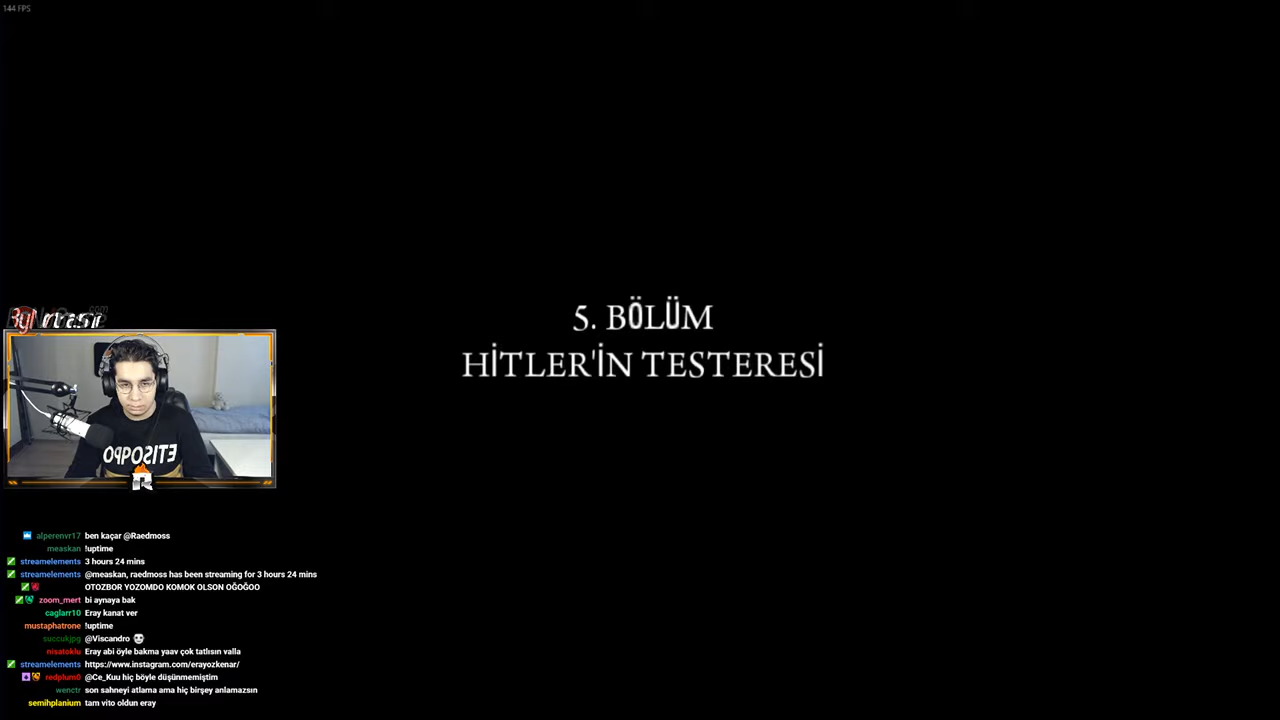 144 FPS
5. BÖLÜM
HİTLER'İN TESTERESİ
alperenvr17 ben kaçar @Raedmoss
measkan !uptime
streamelements 3 hours 24 mins
streamelements @measkan, raedmoss has been streaming for 3 hours 24 mins
OTOZBOR YOZOMDO KOMOK OLSON OĞOĞOO
zoom_mert bi aynaya bak
caglarr10 Eray kanat ver
mustaphatrone !uptime
succukjpg @Viscandro
nisatoklu Eray abi öyle bakma yaav çok tatlısın valla
streamelements https://www.instagram.com/erayozkenar/
redplum0 @Ce_Kuu hiç böyle düşünmemiştim
wenctr son sahneyi atlama ama hiç birşey anlamazsın
semihplanium tam vito oldun eray